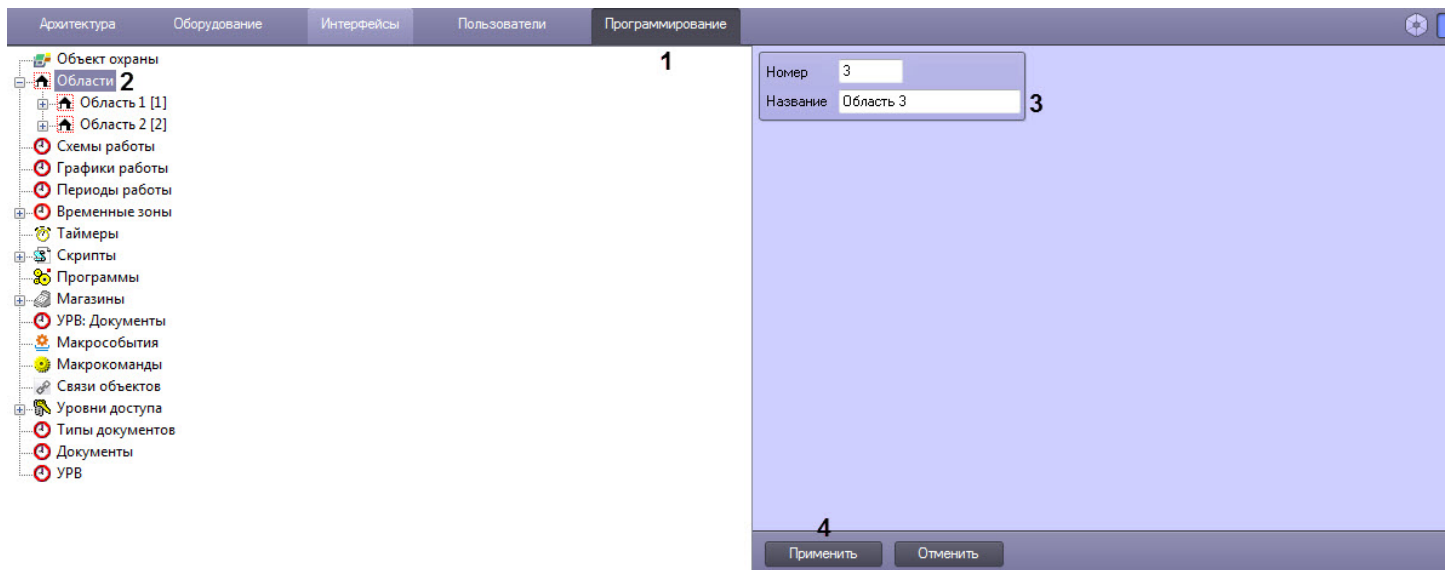 Архитектура Оборудование Интерфейсы Пользователи Программирование
1
Объект охраны
Области 2
Область 1 [1]
Область 2 [2]
Схемы работы
Графики работы
Периоды работы
Временные зоны
Таймеры
Скрипты
Программы
Магазины
УРВ: Документы
Макрособытия
Макрокоманды
Связи объектов
Уровни доступа
Типы документов
Документы
УРВ
Номер 3
Название Область 3 3
4
Применить Отменить